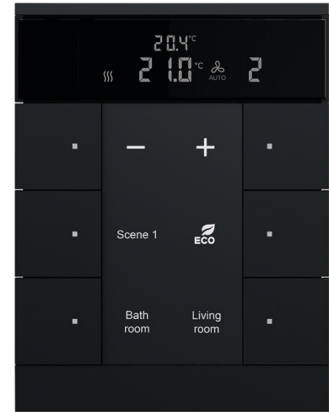 20.4°C
21.0°C AUTO 2
− +
Scene 1 ECO
Bath room
Living room